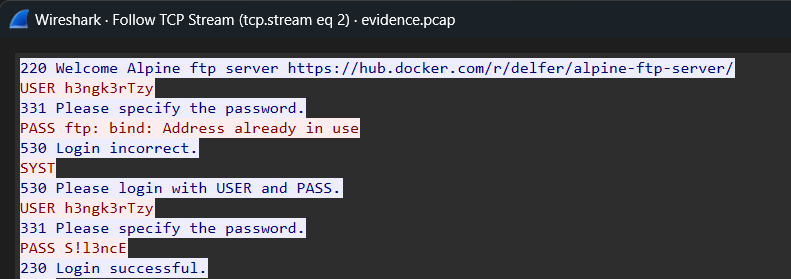 Wireshark · Follow TCP Stream (tcp.stream eq 2) · evidence.pcap
220 Welcome Alpine ftp server https://hub.docker.com/r/delfer/alpine-ftp-server/
USER h3ngk3rTzy
331 Please specify the password.
PASS ftp: bind: Address already in use
530 Login incorrect.
SYST
530 Please login with USER and PASS.
USER h3ngk3rTzy
331 Please specify the password.
PASS S!l3ncE
230 Login successful.